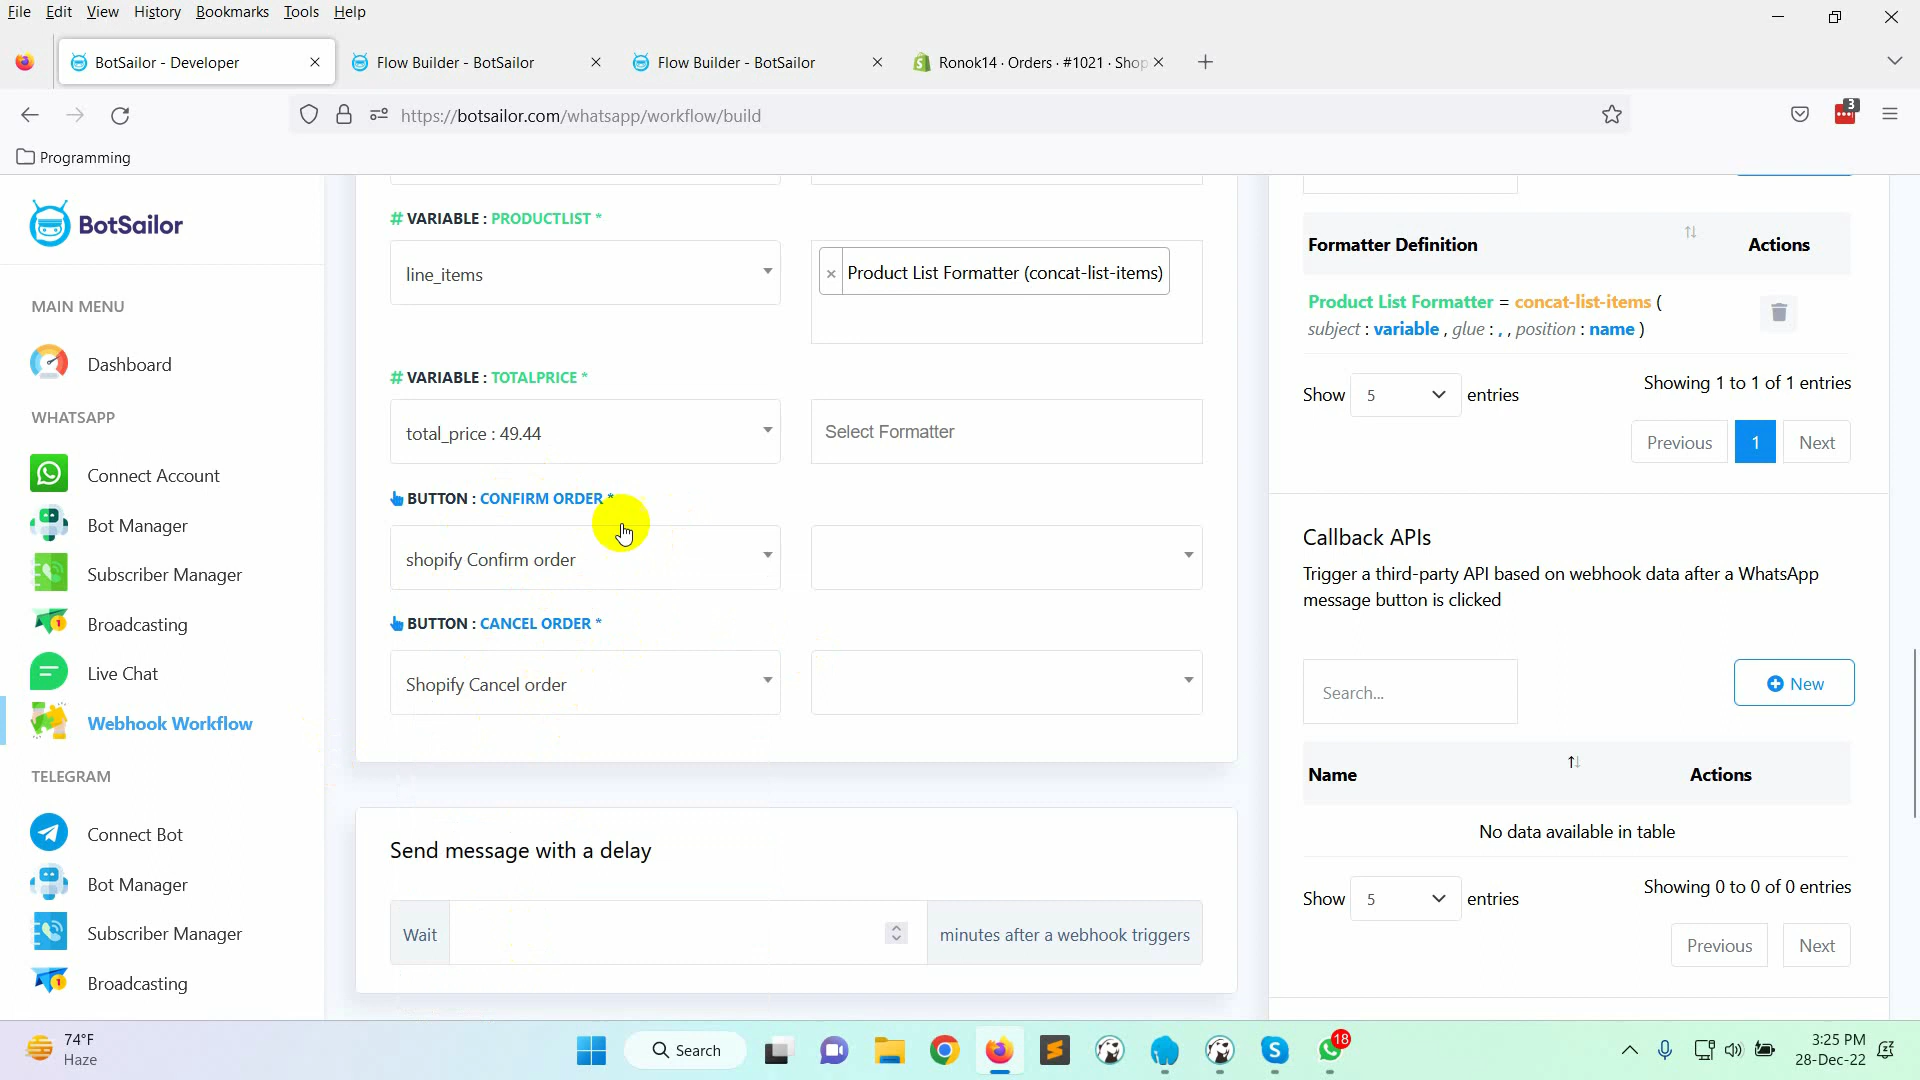 File Edit View History Bookmarks Tools Help
BotSailor - Developer
Flow Builder - BotSailor
Flow Builder - BotSailor
Ronok14 · Orders · #1021 · Shop
https://botsailor.com/whatsapp/workflow/build
3
Programming
BotSailor
MAIN MENU
Dashboard
WHATSAPP
Connect Account
Bot Manager
Subscriber Manager
Broadcasting
Live Chat
Webhook Workflow
TELEGRAM
Connect Bot
Bot Manager
Subscriber Manager
Broadcasting
# VARIABLE : PRODUCTLIST *
line_items
× Product List Formatter (concat-list-items)
# VARIABLE : TOTALPRICE *
total_price : 49.44
Select Formatter
BUTTON : CONFIRM ORDER *
shopify Confirm order
BUTTON : CANCEL ORDER *
Shopify Cancel order
Send message with a delay
Wait
minutes after a webhook triggers
Formatter Definition
Actions
Product List Formatter = concat-list-items (
subject : variable , glue : , , position : name )
Show 5 entries
Showing 1 to 1 of 1 entries
Previous 1 Next
Callback APIs
Trigger a third-party API based on webhook data after a WhatsApp
message button is clicked
Search...
New
Name
Actions
No data available in table
Show 5 entries
Showing 0 to 0 of 0 entries
Previous Next
74°F
Haze
Search
18
3:25 PM
28-Dec-22